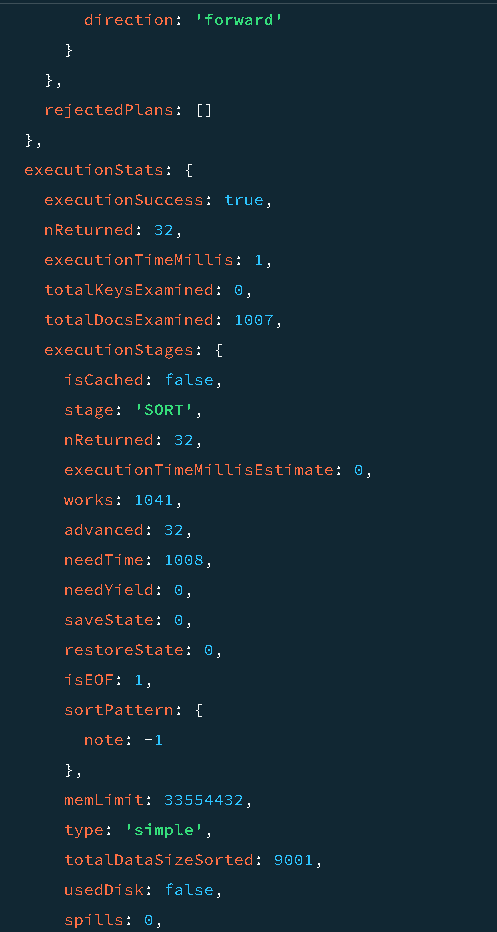 direction: 'forward'
}
},
rejectedPlans: []
},
executionStats: {
executionSuccess: true,
nReturned: 32,
executionTimeMillis: 1,
totalKeysExamined: 0,
totalDocsExamined: 1007,
executionStages: {
isCached: false,
stage: 'SORT',
nReturned: 32,
executionTimeMillisEstimate: 0,
works: 1041,
advanced: 32,
needTime: 1008,
needYield: 0,
saveState: 0,
restoreState: 0,
isEOF: 1,
sortPattern: {
note: -1
},
memLimit: 33554432,
type: 'simple',
totalDataSizeSorted: 9001,
usedDisk: false,
spills: 0,